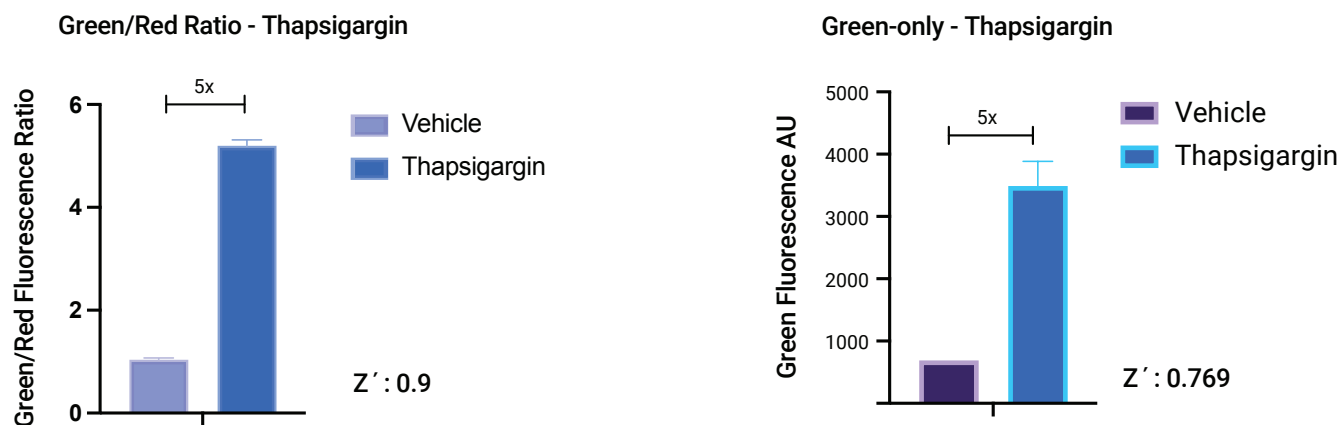 Green/Red Ratio - Thapsigargin
Green/Red Fluorescence Ratio
6
4
2
0
5x
Vehicle
Thapsigargin
Z´: 0.9
Green-only - Thapsigargin
Green Fluorescence AU
5000
4000
3000
2000
1000
5x
Vehicle
Thapsigargin
Z´: 0.769